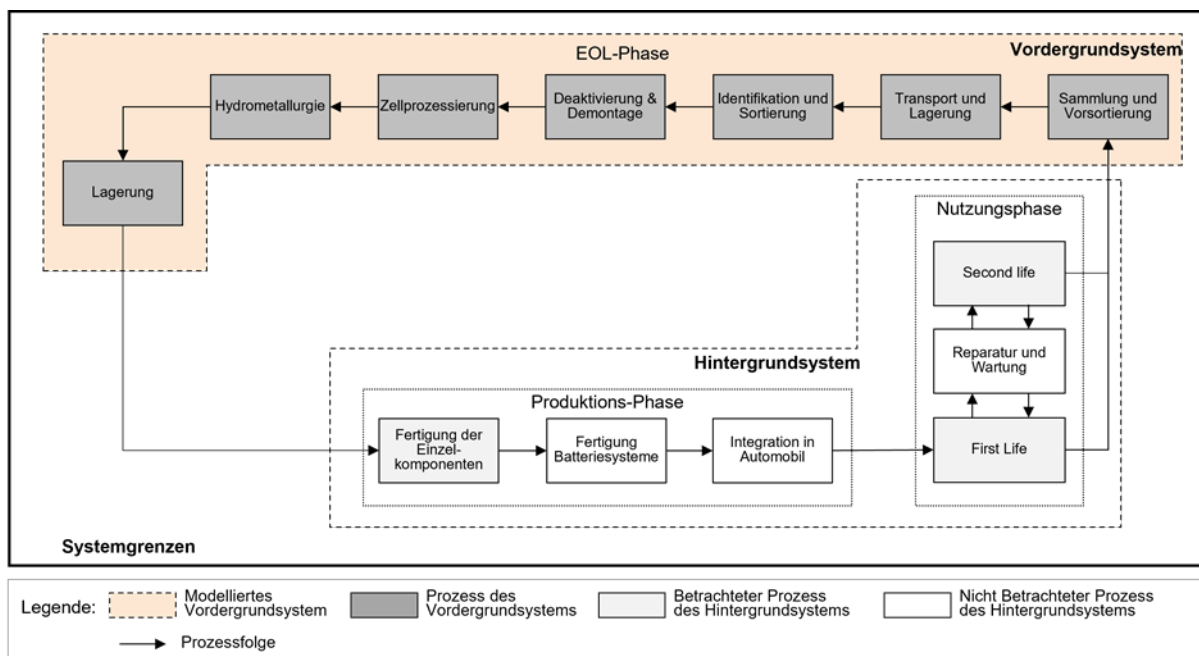 EOL-Phase
Vordergrundsystem
Hydrometallurgie
Zellprozessierung
Deaktivierung &
Demontage
Identifikation und
Sortierung
Transport und
Lagerung
Sammlung und
Vorsortierung
Lagerung
Nutzungsphase
Second life
Reparatur und
Wartung
First Life
Hintergrundsystem
Produktions-Phase
Fertigung der
Einzel-
komponenten
Fertigung
Batteriesysteme
Integration in
Automobil
Systemgrenzen
Legende:
Modelliertes
Vordergrundsystem
Prozess des
Vordergrundsystems
Betrachteter Prozess
des Hintergrundsystems
Nicht Betrachteter Prozess
des Hintergrundsystems
Prozessfolge